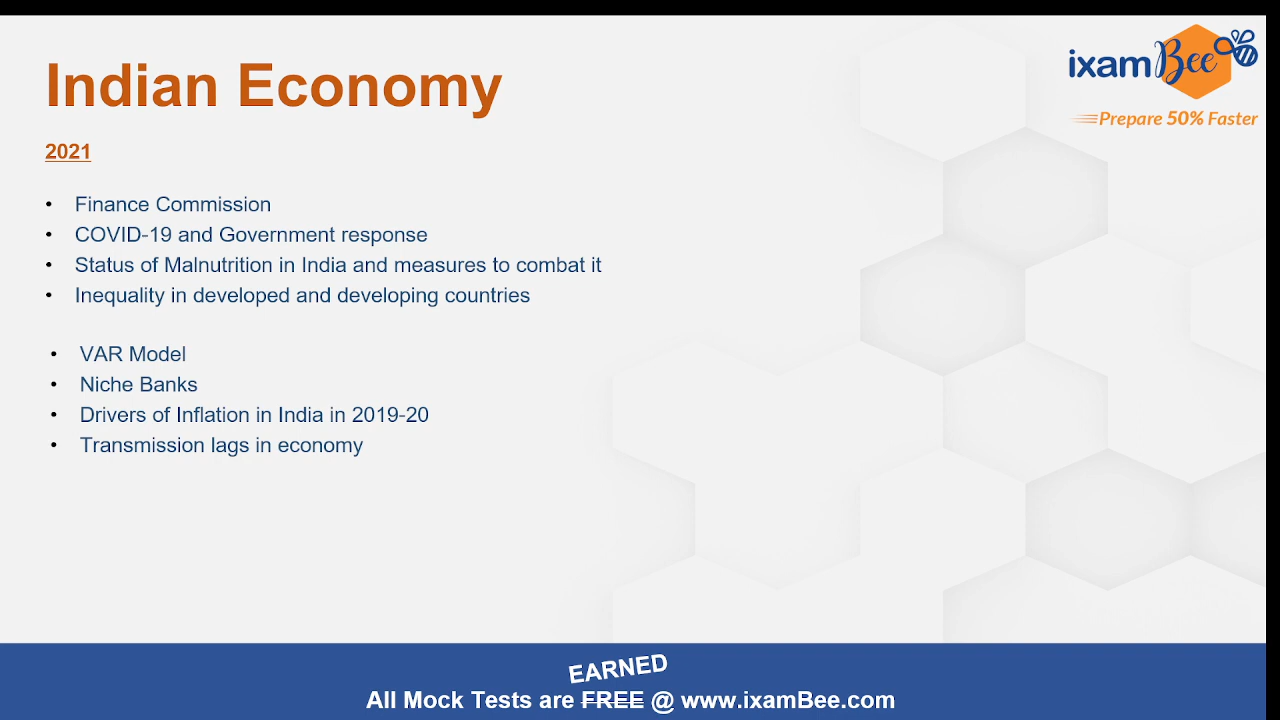 Indian Economy
ixamBee
Prepare 50% Faster
2021
• Finance Commission
• COVID-19 and Government response
• Status of Malnutrition in India and measures to combat it
• Inequality in developed and developing countries
• VAR Model
• Niche Banks
• Drivers of Inflation in India in 2019-20
• Transmission lags in economy
EARNED
All Mock Tests are FREE @ www.ixamBee.com